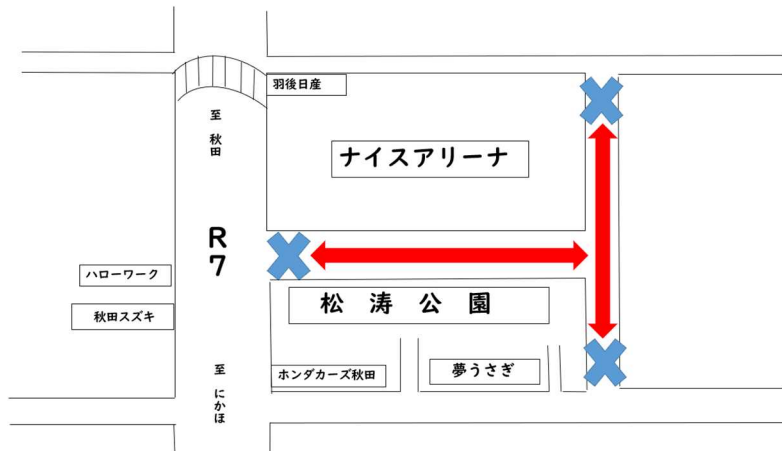 羽後日産
至 秋田
ナイスアリーナ
R7
ハローワーク
松涛公園
秋田スズキ
至 にかほ
ホンダカーズ秋田
夢うさぎ